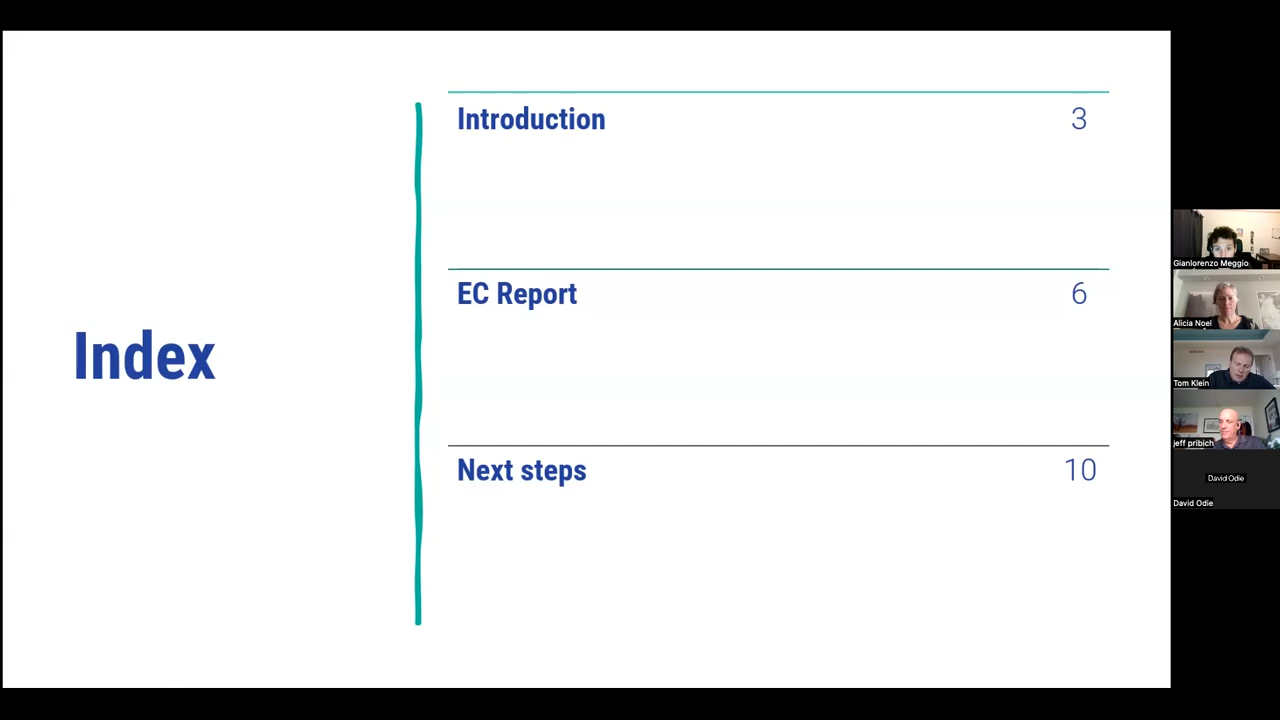 Index
Introduction 3
EC Report 6
Next steps 10
Gianlorenzo Meggio
Alicia Noel
Tom Klein
jeff pribich
David Odie
David Odie